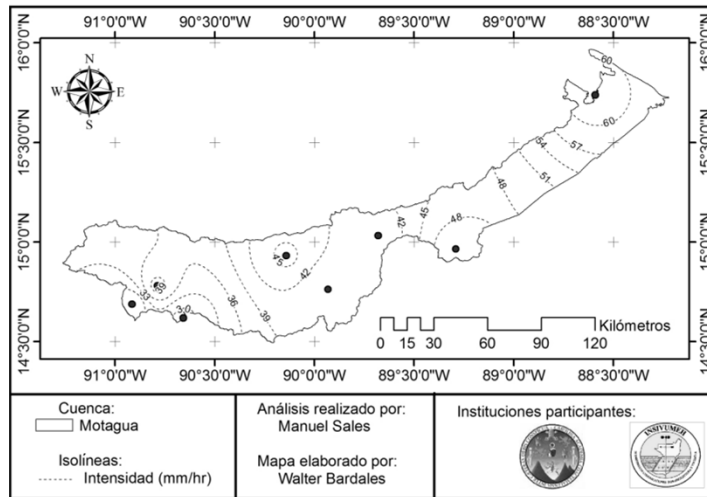 91°0'0"W 90°30'0"W 90°0'0"W 89°30'0"W 89°0'0"W 88°30'0"W
16°0'0"N
16°0'0"N
N
W E
S
60
60
15°30'0"N
15°30'0"N
54
57
51
48
45
48
42
15°0'0"N
15°0'0"N
45
42
39
33
36
39
30
Kilómetros
0 15 30 60 90 120
14°30'0"N
14°30'0"N
91°0'0"W 90°30'0"W 90°0'0"W 89°30'0"W 89°0'0"W 88°30'0"W
Cuenca:
Motagua
Isolíneas:
Intensidad (mm/hr)
Análisis realizado por:
Manuel Sales
Mapa elaborado por:
Walter Bardales
Instituciones participantes:
INSIVUMEH